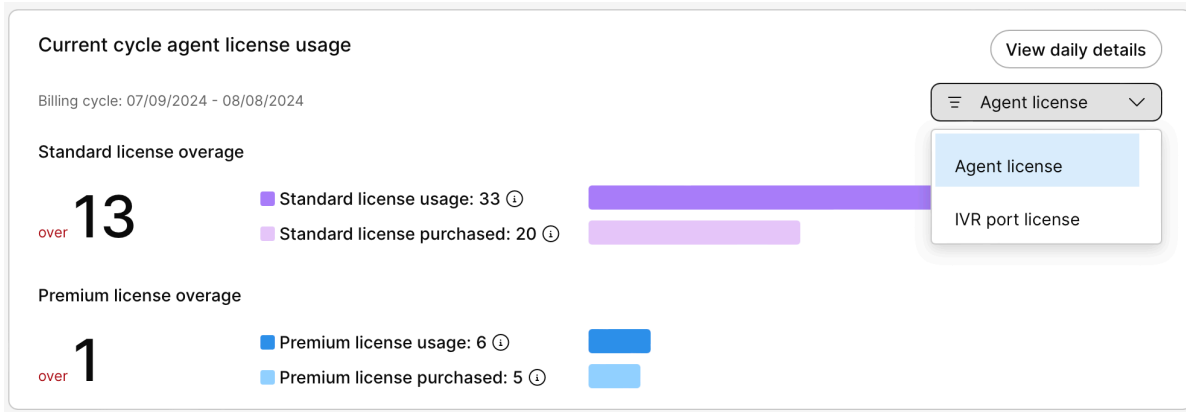 Current cycle agent license usage
View daily details
Billing cycle: 07/09/2024 - 08/08/2024
Agent license
Standard license overage
Agent license
over 13
Standard license usage: 33
IVR port license
Standard license purchased: 20
Premium license overage
over 1
Premium license usage: 6
Premium license purchased: 5